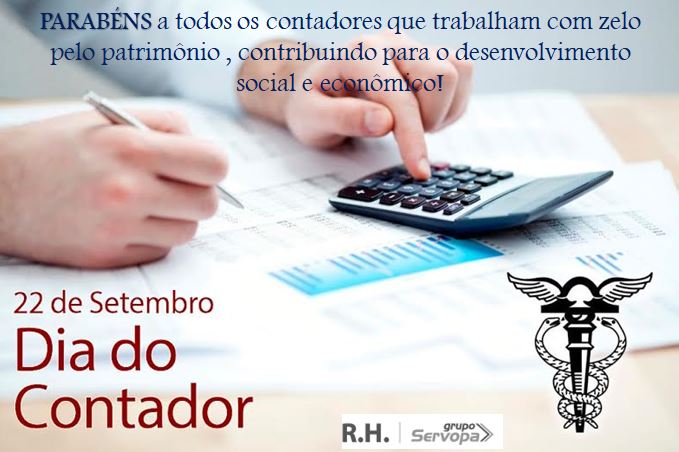 PARABÉNS a todos os contadores que trabalham com zelo
pelo patrimônio , contribuindo para o desenvolvimento
social e econômico!
22 de Setembro
Dia do
Contador
R.H. grupo
Servopa